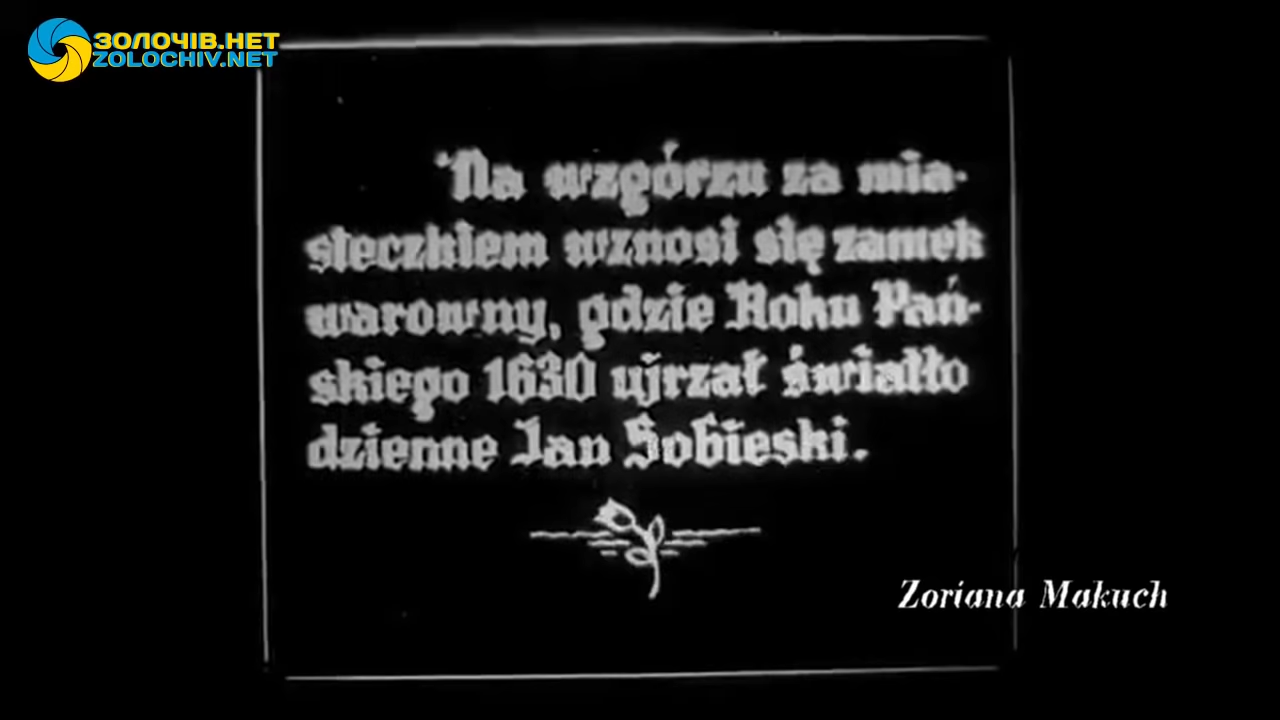 ЗОЛОЧІВ.НЕТ
ZOLOCHIV.NET
Na wzgórzu za mia-
steczkiem wznosi się zamek
warowny, gdzie Roku Pań-
skiego 1630 ujrzał światło
dzienne Jan Sobieski.
Zoriana Makuch